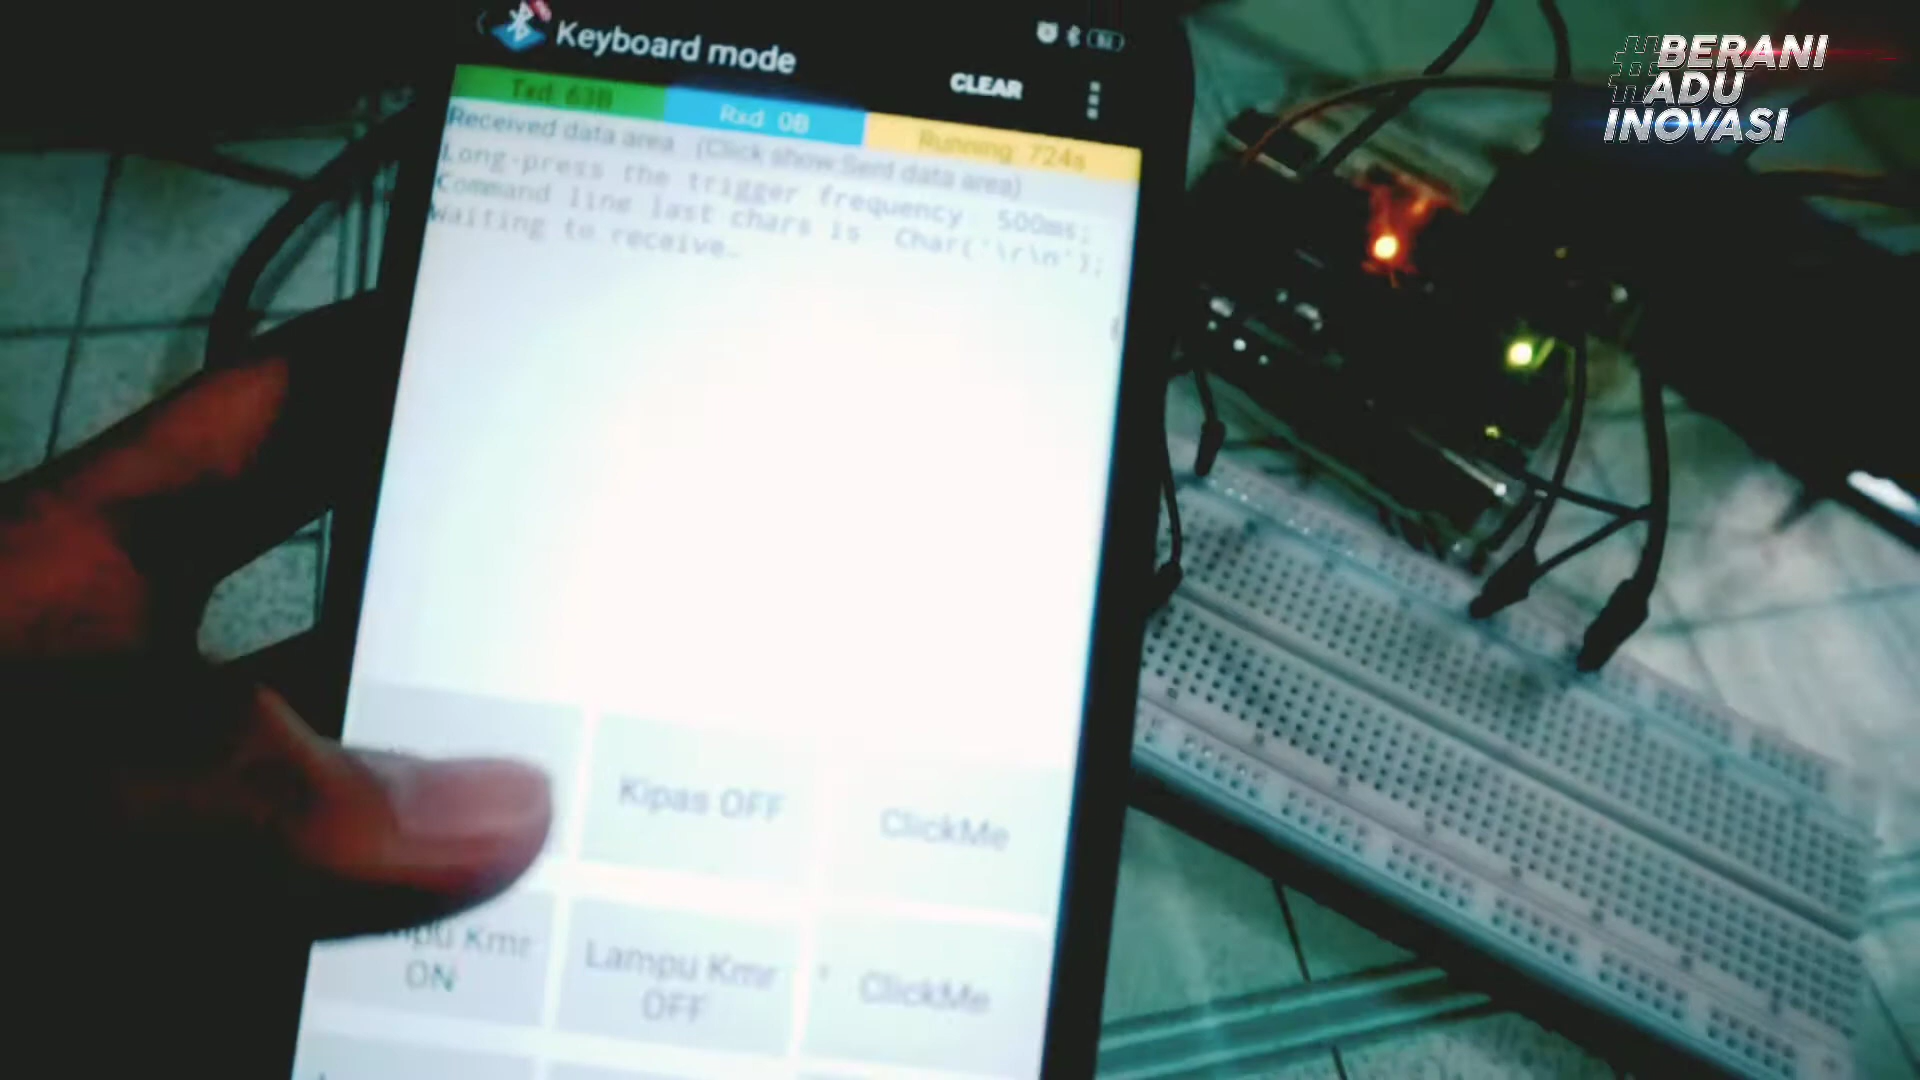 Keyboard mode
CLEAR
#BERANI
#ADU
INOVASI
Txd: 63B
Rxd: 0B
Running: 724s
Received data area (Click show Sent data area)
Long-press the trigger frequency 500ms;
Command line last chars is Char('\r\n');
Waiting to receive…
Kipas OFF
ClickMe
Kmr
ON
Lampu Kmr
OFF
ClickMe